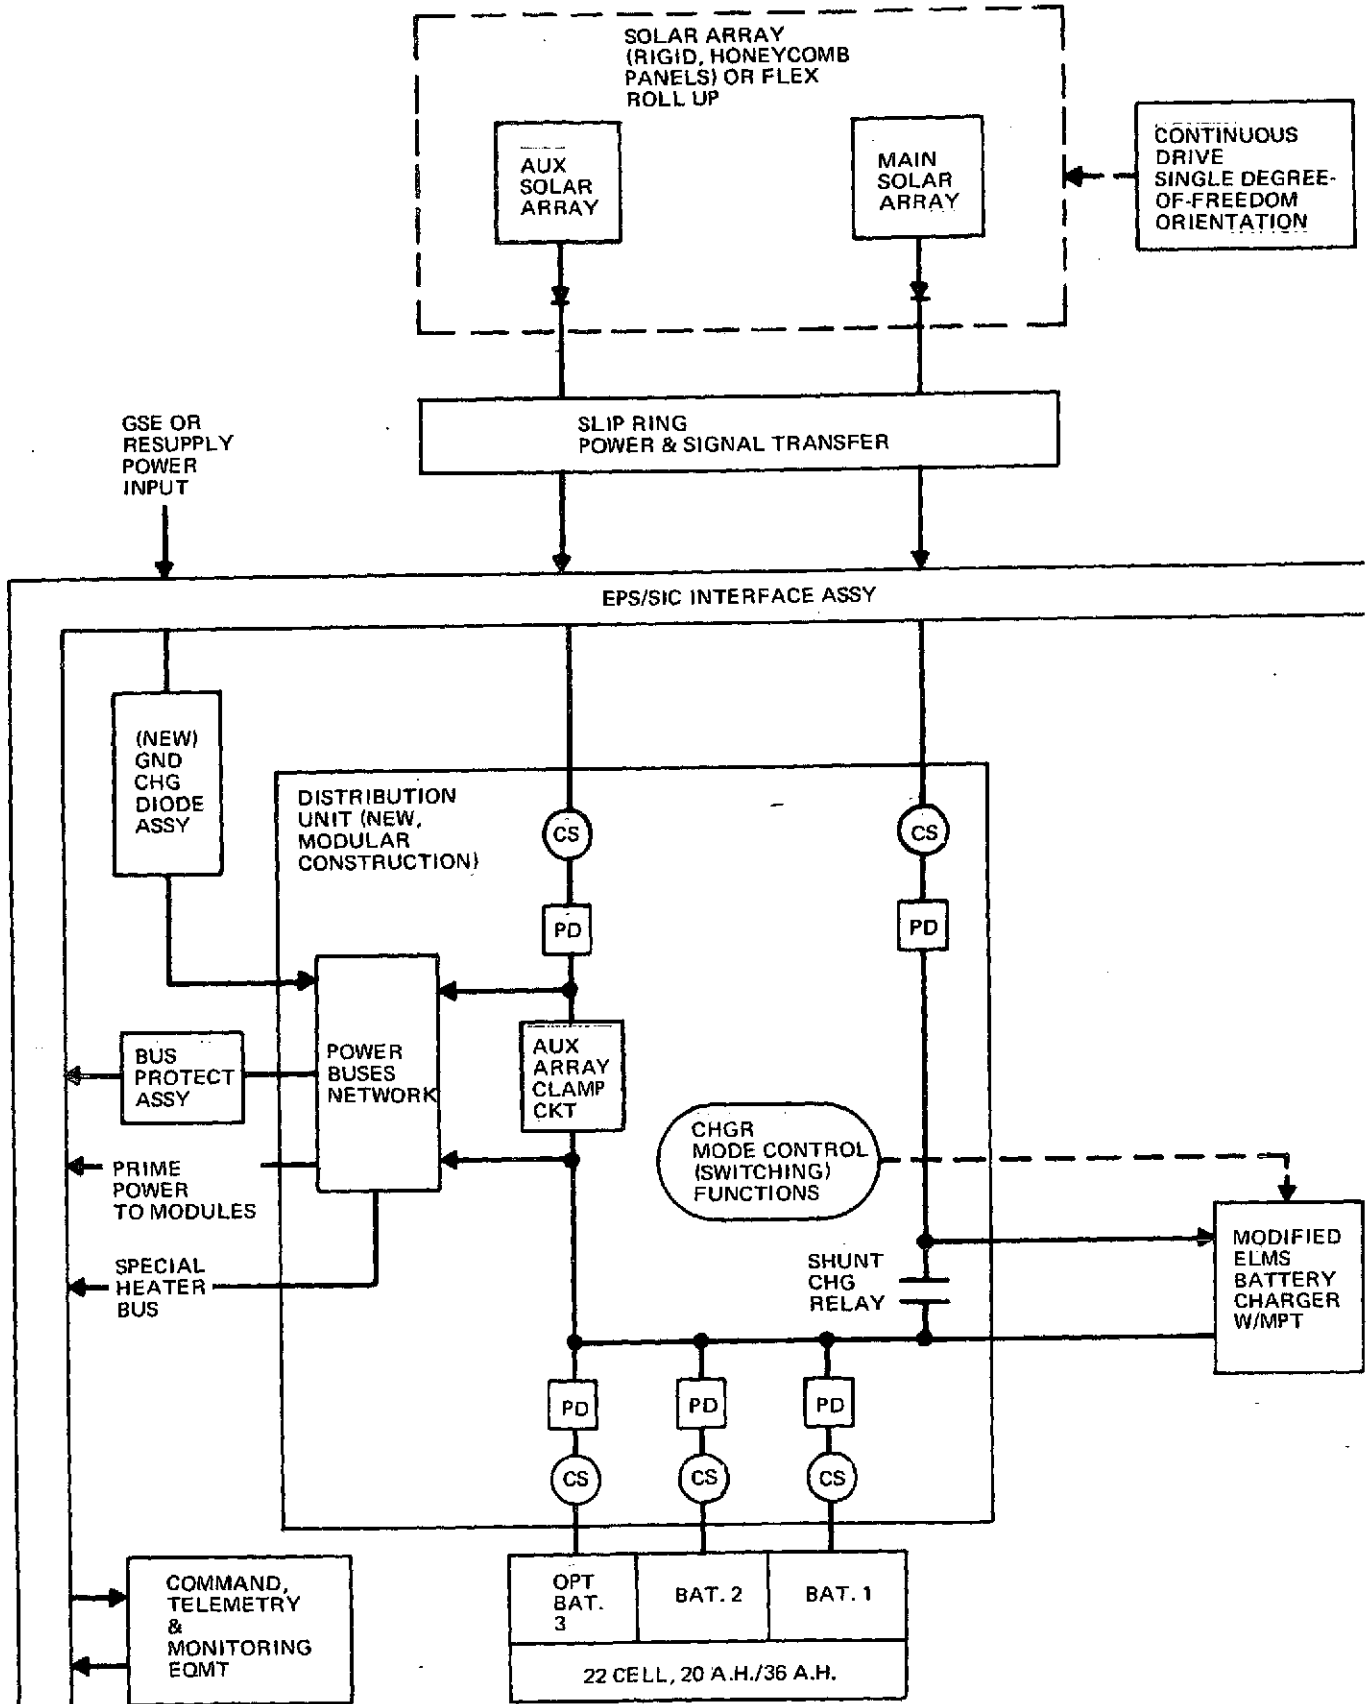 SOLAR ARRAY
(RIGID, HONEYCOMB
PANELS) OR FLEX
ROLL UP
AUX
SOLAR
ARRAY
MAIN
SOLAR
ARRAY
CONTINUOUS
DRIVE
SINGLE DEGREE-
OF-FREEDOM
ORIENTATION
SLIP RING
POWER & SIGNAL TRANSFER
GSE OR
RESUPPLY
POWER
INPUT
EPS/SIC INTERFACE ASSY
(NEW)
GND
CHG
DIODE
ASSY
DISTRIBUTION
UNIT (NEW,
MODULAR
CONSTRUCTION)
CS
CS
PD
PD
POWER
BUSES
NETWORK
AUX
ARRAY
CLAMP
CKT
BUS
PROTECT
ASSY
PRIME
POWER
TO MODULES
SPECIAL
HEATER
BUS
CHGR
MODE CONTROL
(SWITCHING)
FUNCTIONS
SHUNT
CHG
RELAY
MODIFIED
ELMS
BATTERY
CHARGER
W/MPT
PD
PD
PD
CS
CS
CS
COMMAND,
TELEMETRY
&
MONITORING
EQMT
OPT
BAT.
3
BAT. 2
BAT. 1
22 CELL, 20 A.H./36 A.H.